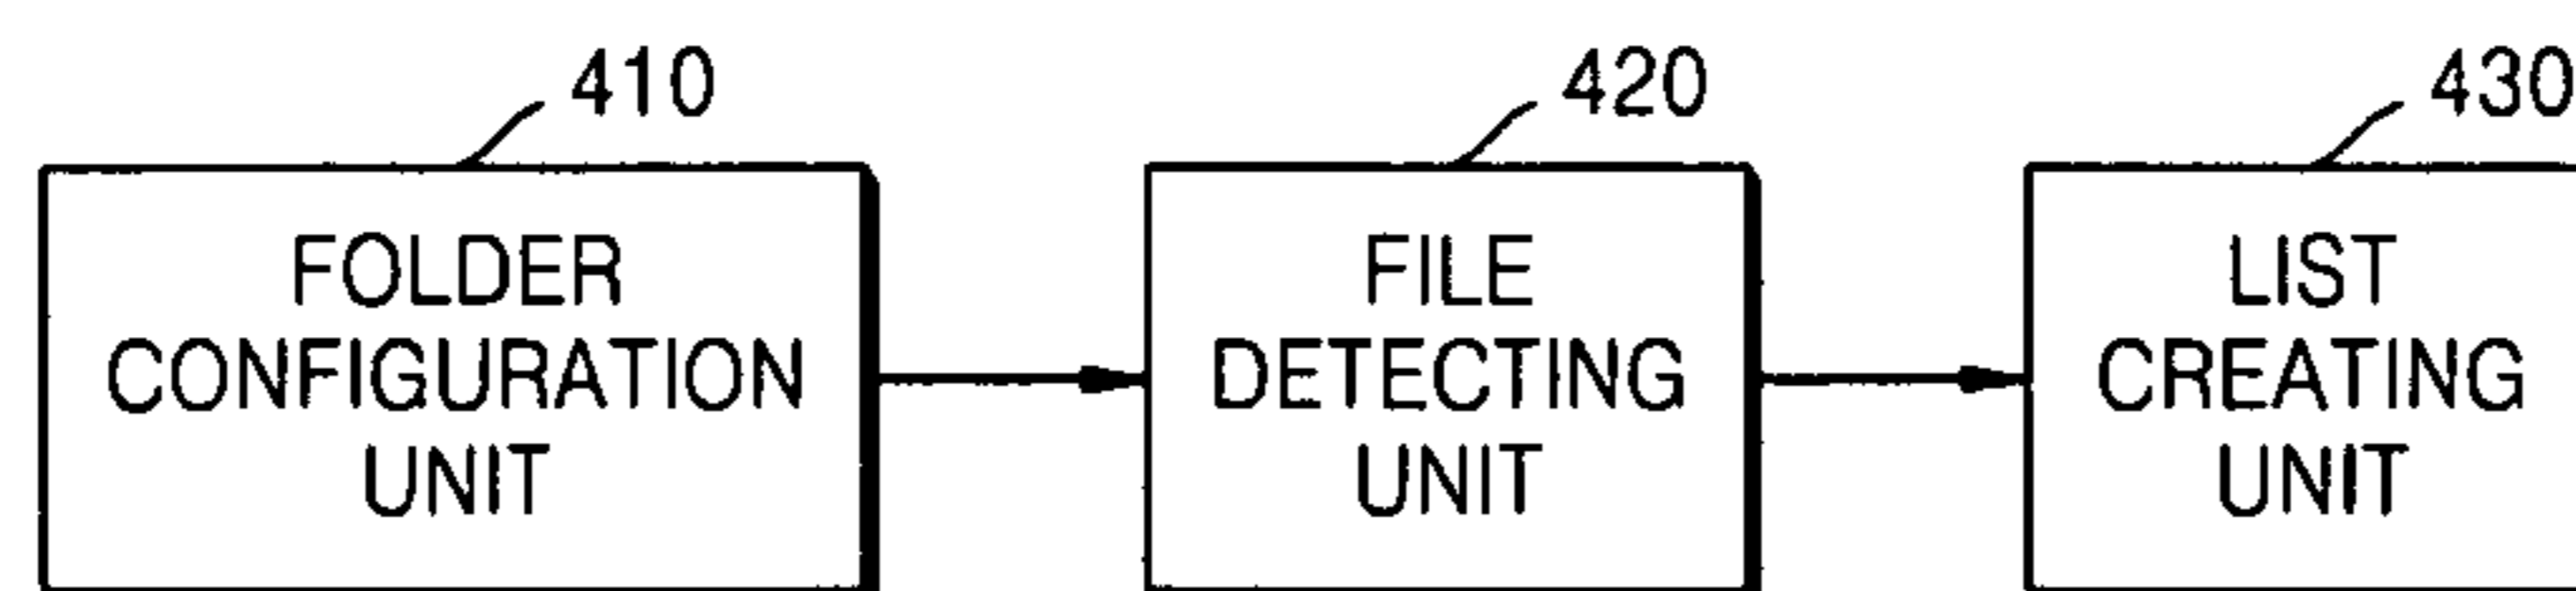 410
420
430
FOLDER
CONFIGURATION
UNIT
FILE
DETECTING
UNIT
LIST
CREATING
UNIT